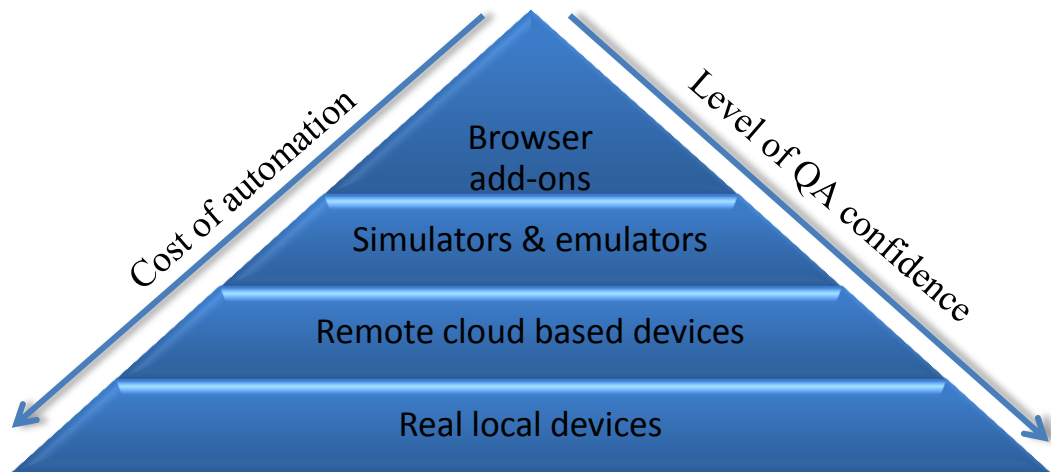 Cost of automation
Level of QA confidence
Browser
add-ons
Simulators & emulators
Remote cloud based devices
Real local devices